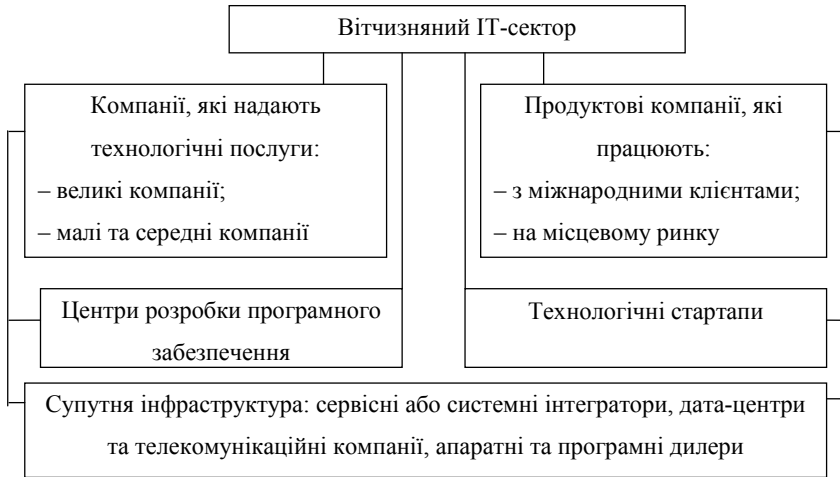 Вітчизняний ІТ-сектор
Компанії, які надають
технологічні послуги:
– великі компанії;
– малі та середні компанії
Продуктові компанії, які
працюють:
– з міжнародними клієнтами;
– на місцевому ринку
Центри розробки програмного
забезпечення
Технологічні стартапи
Супутня інфраструктура: сервісні або системні інтегратори, дата-центри
та телекомунікаційні компанії, апаратні та програмні дилери